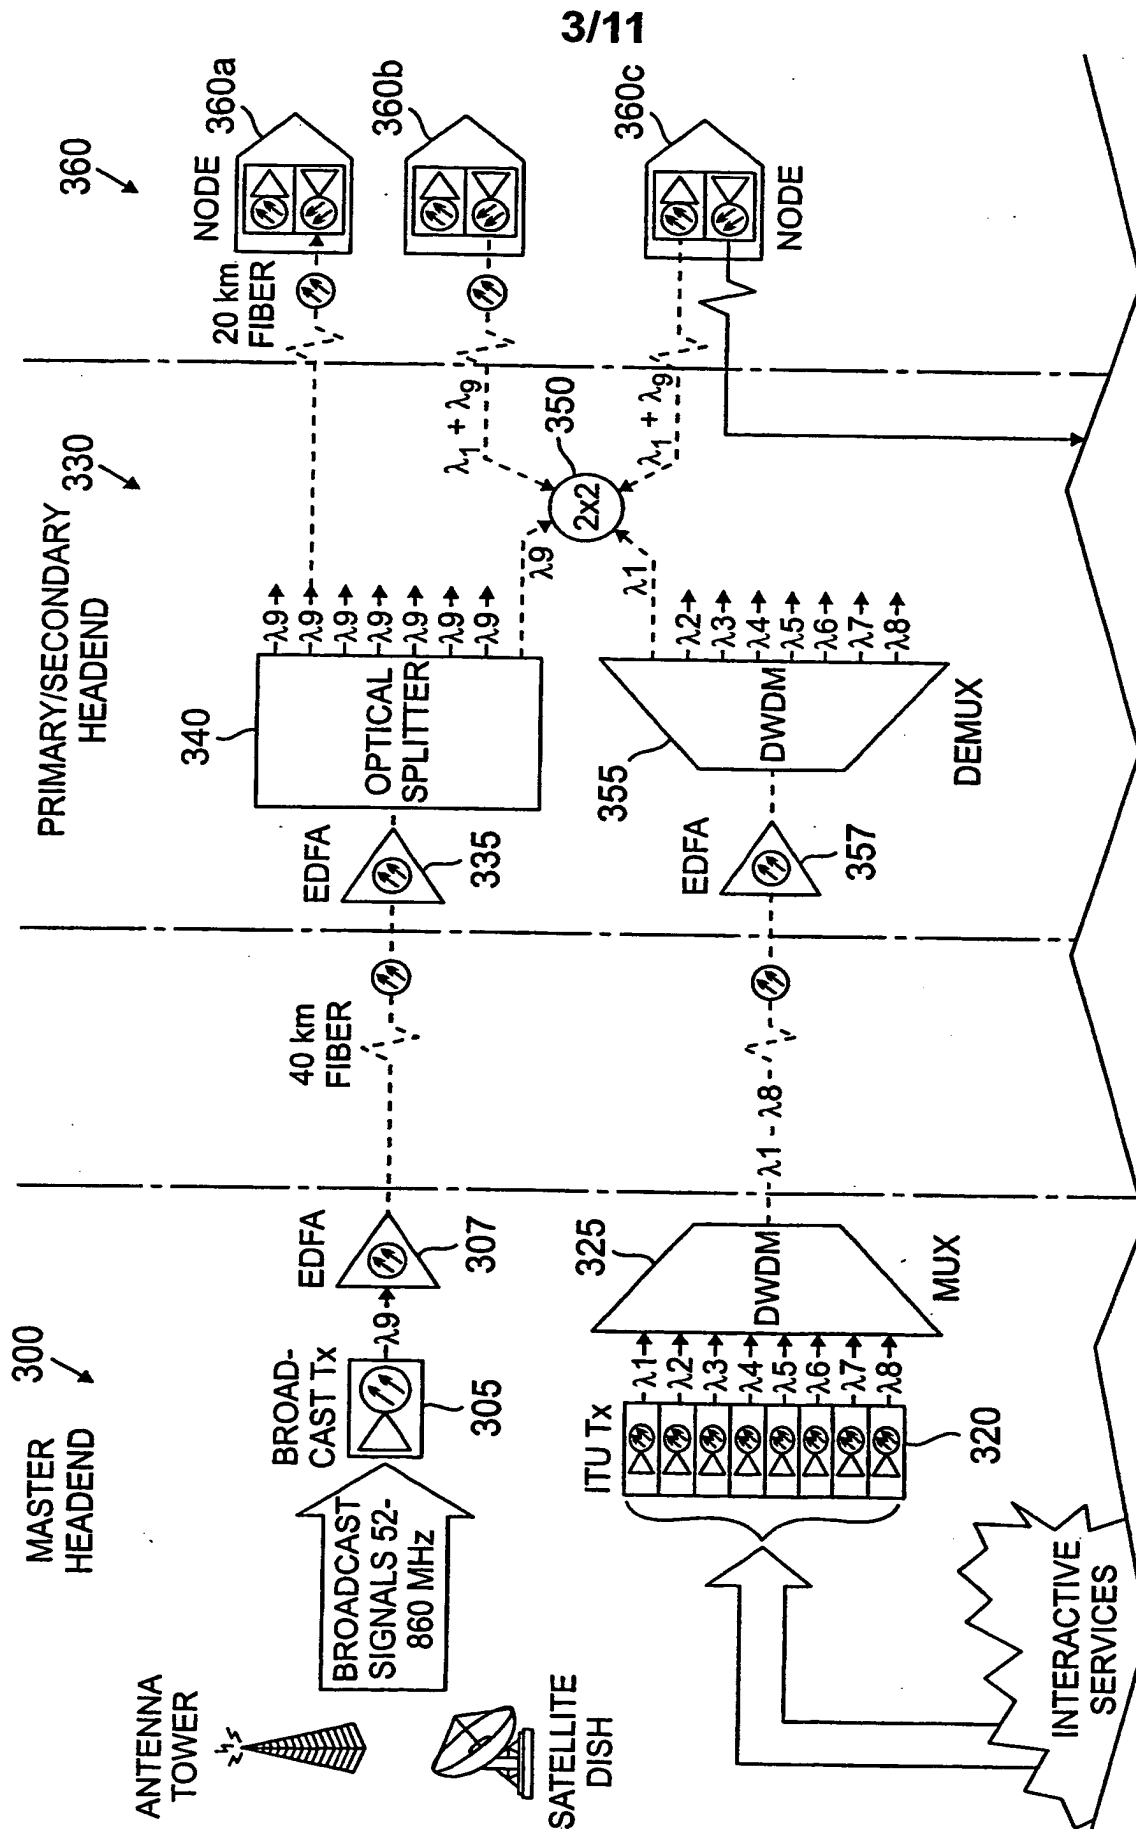 3/11
MASTER
HEADEND
300
ANTENNA
TOWER
SATELLITE
DISH
BROADCAST
SIGNALS 52-
860 MHz
BROAD-
CAST Tx
305
λ9
EDFA
307
40 km
FIBER
INTERACTIVE
SERVICES
ITU Tx
320
λ1
λ2
λ3
λ4
λ5
λ6
λ7
λ8
325
DWDM
MUX
λ1 - λ8
PRIMARY/SECONDARY
HEADEND
330
EDFA
335
340
OPTICAL
SPLITTER
λ9
λ9
λ9
λ9
λ9
λ9
λ9
λ9
EDFA
357
355
DWDM
DEMUX
λ1
λ2
λ3
λ4
λ5
λ6
λ7
λ8
2x2
350
λ1 + λ9
λ1 + λ9
20 km
FIBER
360
NODE
360a
360b
360c
NODE